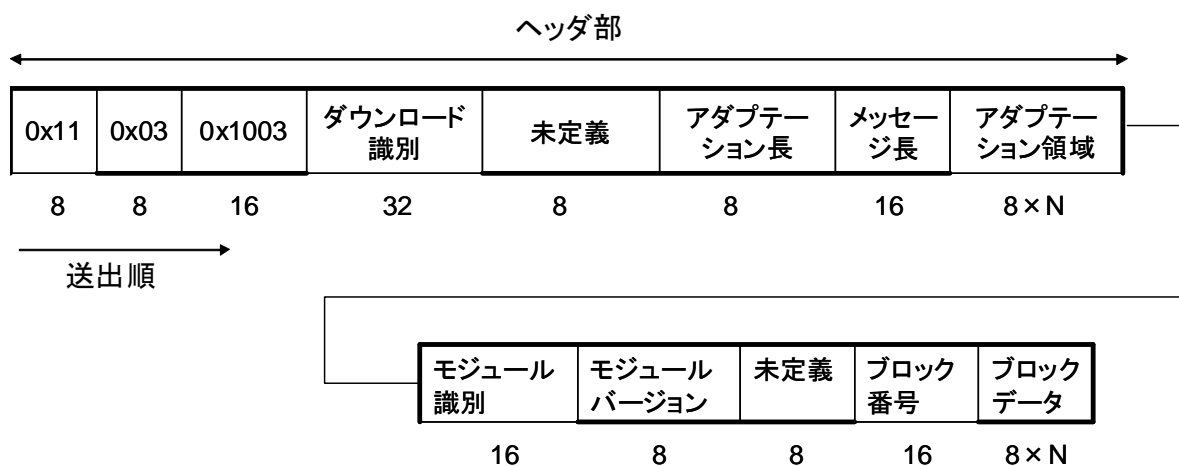 ヘッダ部
0x11 0x03 0x1003 ダウンロード 未定義 アダプテー メッセー アダプテー
識別 ション長 ジ長 ション領域
8 8 16 32 8 8 16 8×N
送出順
モジュール モジュール 未定義 ブロック ブロック
識別 バージョン 番号 データ
16 8 8 16 8×N